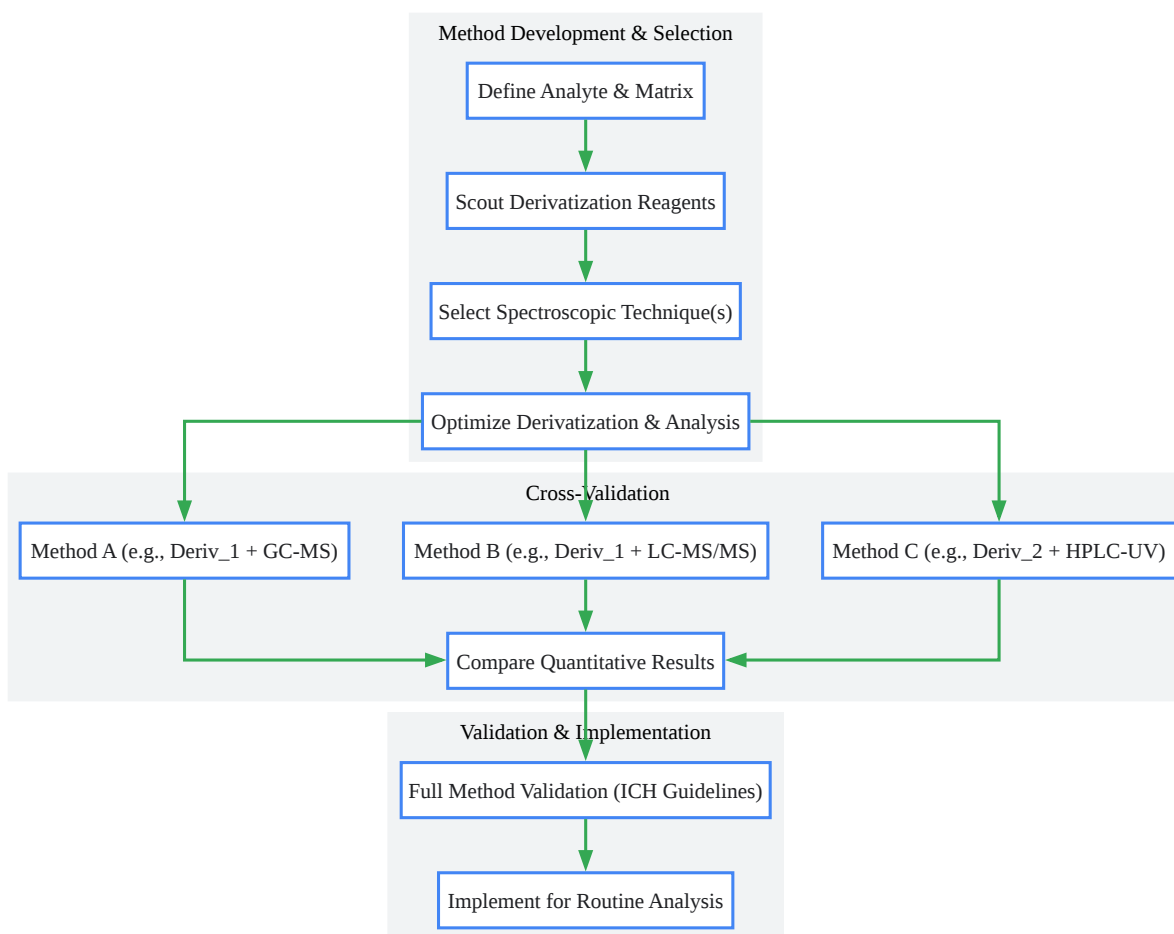 Method Development & Selection
Define Analyte & Matrix
Scout Derivatization Reagents
Select Spectroscopic Technique(s)
Optimize Derivatization & Analysis
Cross-Validation
Method A (e.g., Deriv_1 + GC-MS)
Method B (e.g., Deriv_1 + LC-MS/MS)
Method C (e.g., Deriv_2 + HPLC-UV)
Compare Quantitative Results
Validation & Implementation
Full Method Validation (ICH Guidelines)
Implement for Routine Analysis